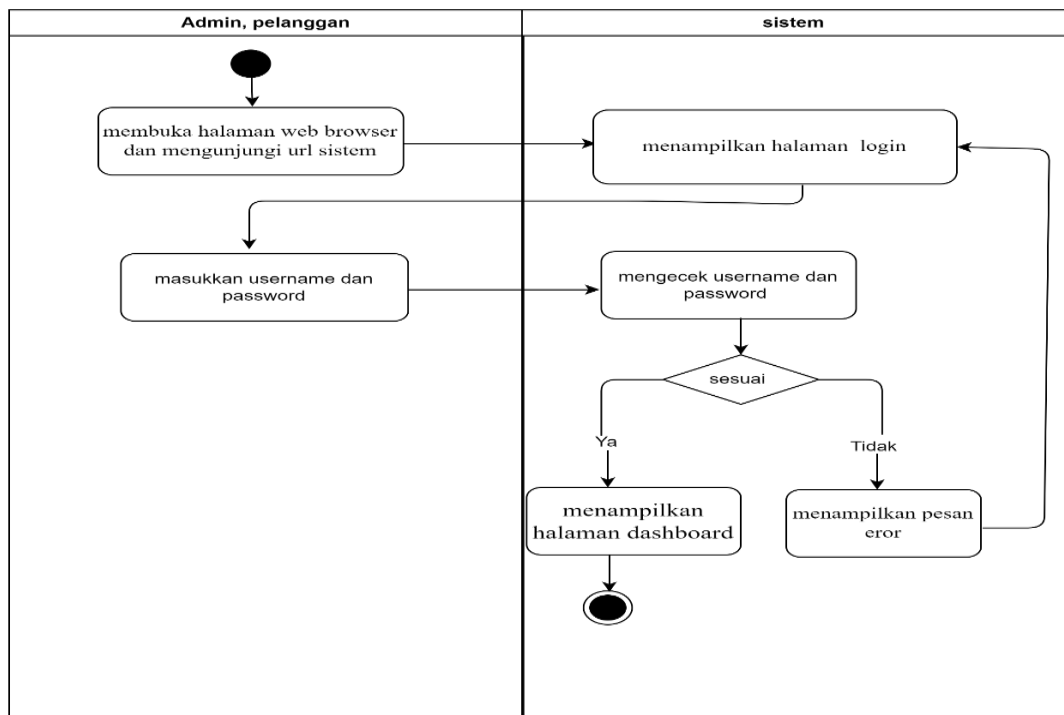 Admin, pelanggan
sistem
membuka halaman web browser
dan mengunjungi url sistem
menampilkan halaman login
masukkan username dan
password
mengecek username dan
password
sesuai
Ya
Tidak
menampilkan
halaman dashboard
menampilkan pesan
eror